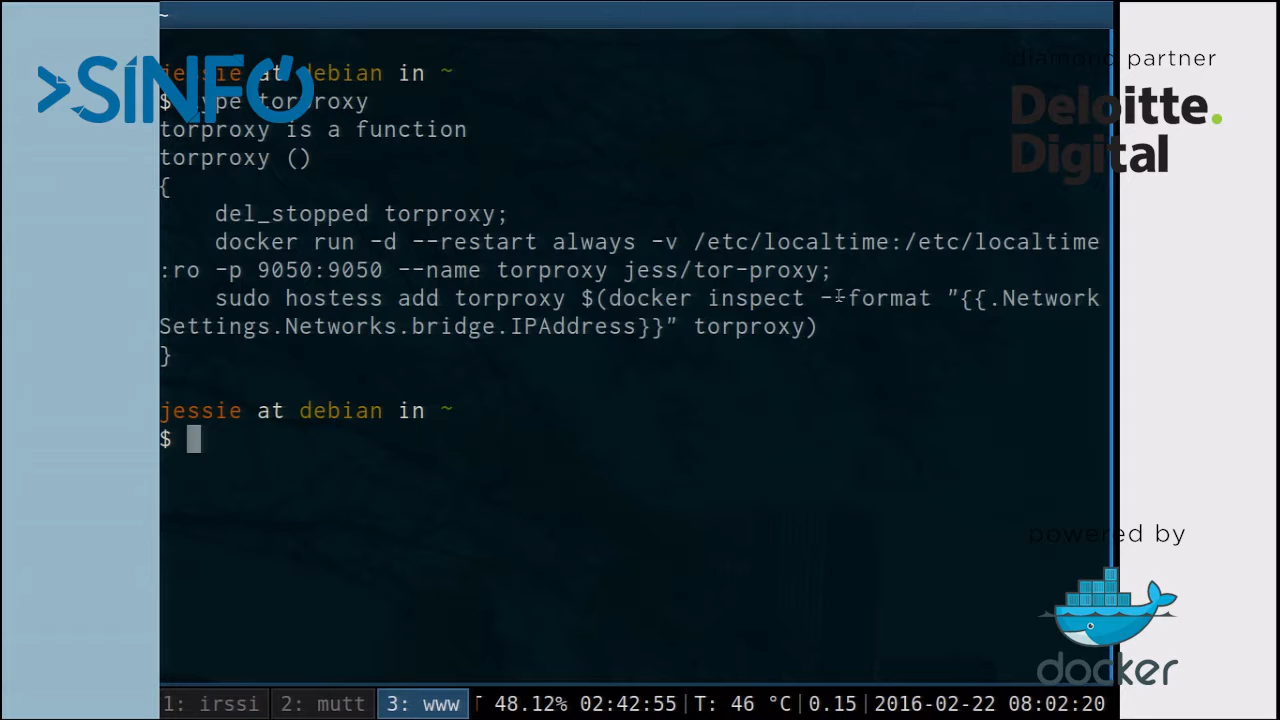 ~
SINFO
jessie at debian in ~
$ type torproxy
torproxy is a function
torproxy ()
{
del_stopped torproxy;
docker run -d --restart always -v /etc/localtime:/etc/localtime
:ro -p 9050:9050 --name torproxy jess/tor-proxy;
sudo hostess add torproxy $(docker inspect --format "{{.Network
Settings.Networks.bridge.IPAddress}}" torproxy)
}
jessie at debian in ~
$
diamond partner
Deloitte.
Digital
powered by
docker
1: irssi 2: mutt 3: www 48.12% 02:42:55 T: 46 °C 0.15 2016-02-22 08:02:20